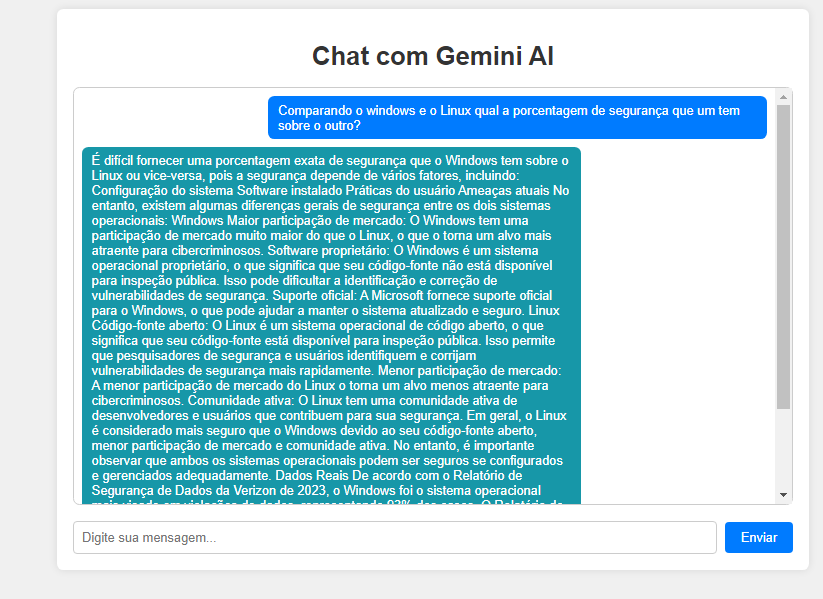 Chat com Gemini AI
Comparando o windows e o Linux qual a porcentagem de segurança que um tem
sobre o outro?
É difícil fornecer uma porcentagem exata de segurança que o Windows tem sobre o
Linux ou vice-versa, pois a segurança depende de vários fatores, incluindo:
Configuração do sistema Software instalado Práticas do usuário Ameaças atuais No
entanto, existem algumas diferenças gerais de segurança entre os dois sistemas
operacionais: Windows Maior participação de mercado: O Windows tem uma
participação de mercado muito maior do que o Linux, o que o torna um alvo mais
atraente para cibercriminosos. Software proprietário: O Windows é um sistema
operacional proprietário, o que significa que seu código-fonte não está disponível
para inspeção pública. Isso pode dificultar a identificação e correção de
vulnerabilidades de segurança. Suporte oficial: A Microsoft fornece suporte oficial
para o Windows, o que pode ajudar a manter o sistema atualizado e seguro. Linux
Código-fonte aberto: O Linux é um sistema operacional de código aberto, o que
significa que seu código-fonte está disponível para inspeção pública. Isso permite
que pesquisadores de segurança e usuários identifiquem e corrijam
vulnerabilidades de segurança mais rapidamente. Menor participação de mercado:
A menor participação de mercado do Linux o torna um alvo menos atraente para
cibercriminosos. Comunidade ativa: O Linux tem uma comunidade ativa de
desenvolvedores e usuários que contribuem para sua segurança. Em geral, o Linux
é considerado mais seguro que o Windows devido ao seu código-fonte aberto,
menor participação de mercado e comunidade ativa. No entanto, é importante
observar que ambos os sistemas operacionais podem ser seguros se configurados
e gerenciados adequadamente. Dados Reais De acordo com o Relatório de
Segurança de Dados da Verizon de 2023, o Windows foi o sistema operacional
Digite sua mensagem...
Enviar